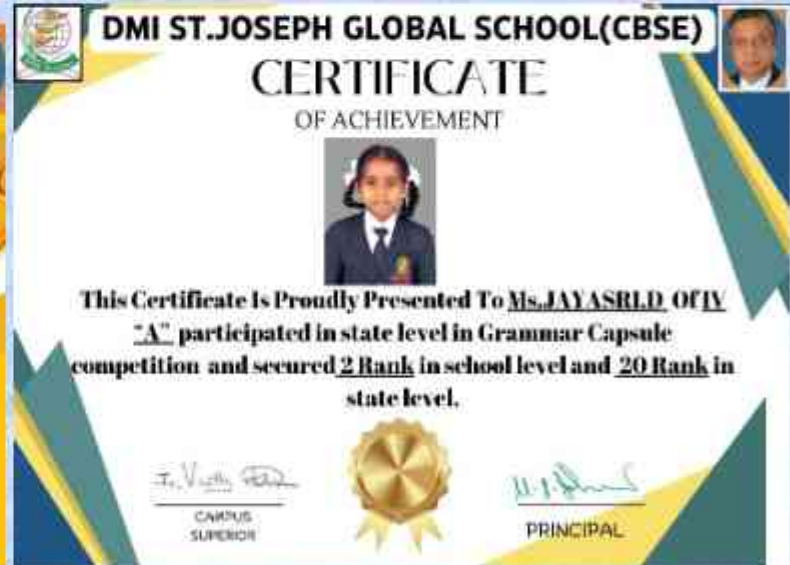 DMI ST.JOSEPH GLOBAL SCHOOL(CBSE)
CERTIFICATE
OF ACHIEVEMENT
This Certificate Is Proudly Presented To Ms.JAYASRI.D Of IV
"A" participated in state level in Grammar Capsule
competition and secured 2 Rank in school level and 20 Rank in
state level.
CAMPUS
SUPERIOR
PRINCIPAL